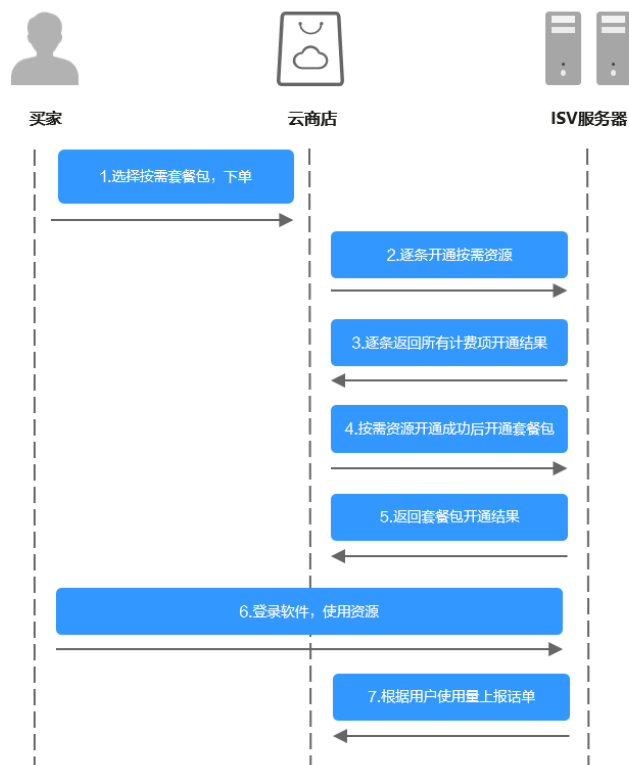 买家
云商店
ISV服务器
1.选择按需套餐包，下单
2.逐条开通按需资源
3.逐条返回所有计费项开通结果
4.按需资源开通成功后开通套餐包
5.返回套餐包开通结果
6.登录软件，使用资源
7.根据用户使用量上报话单